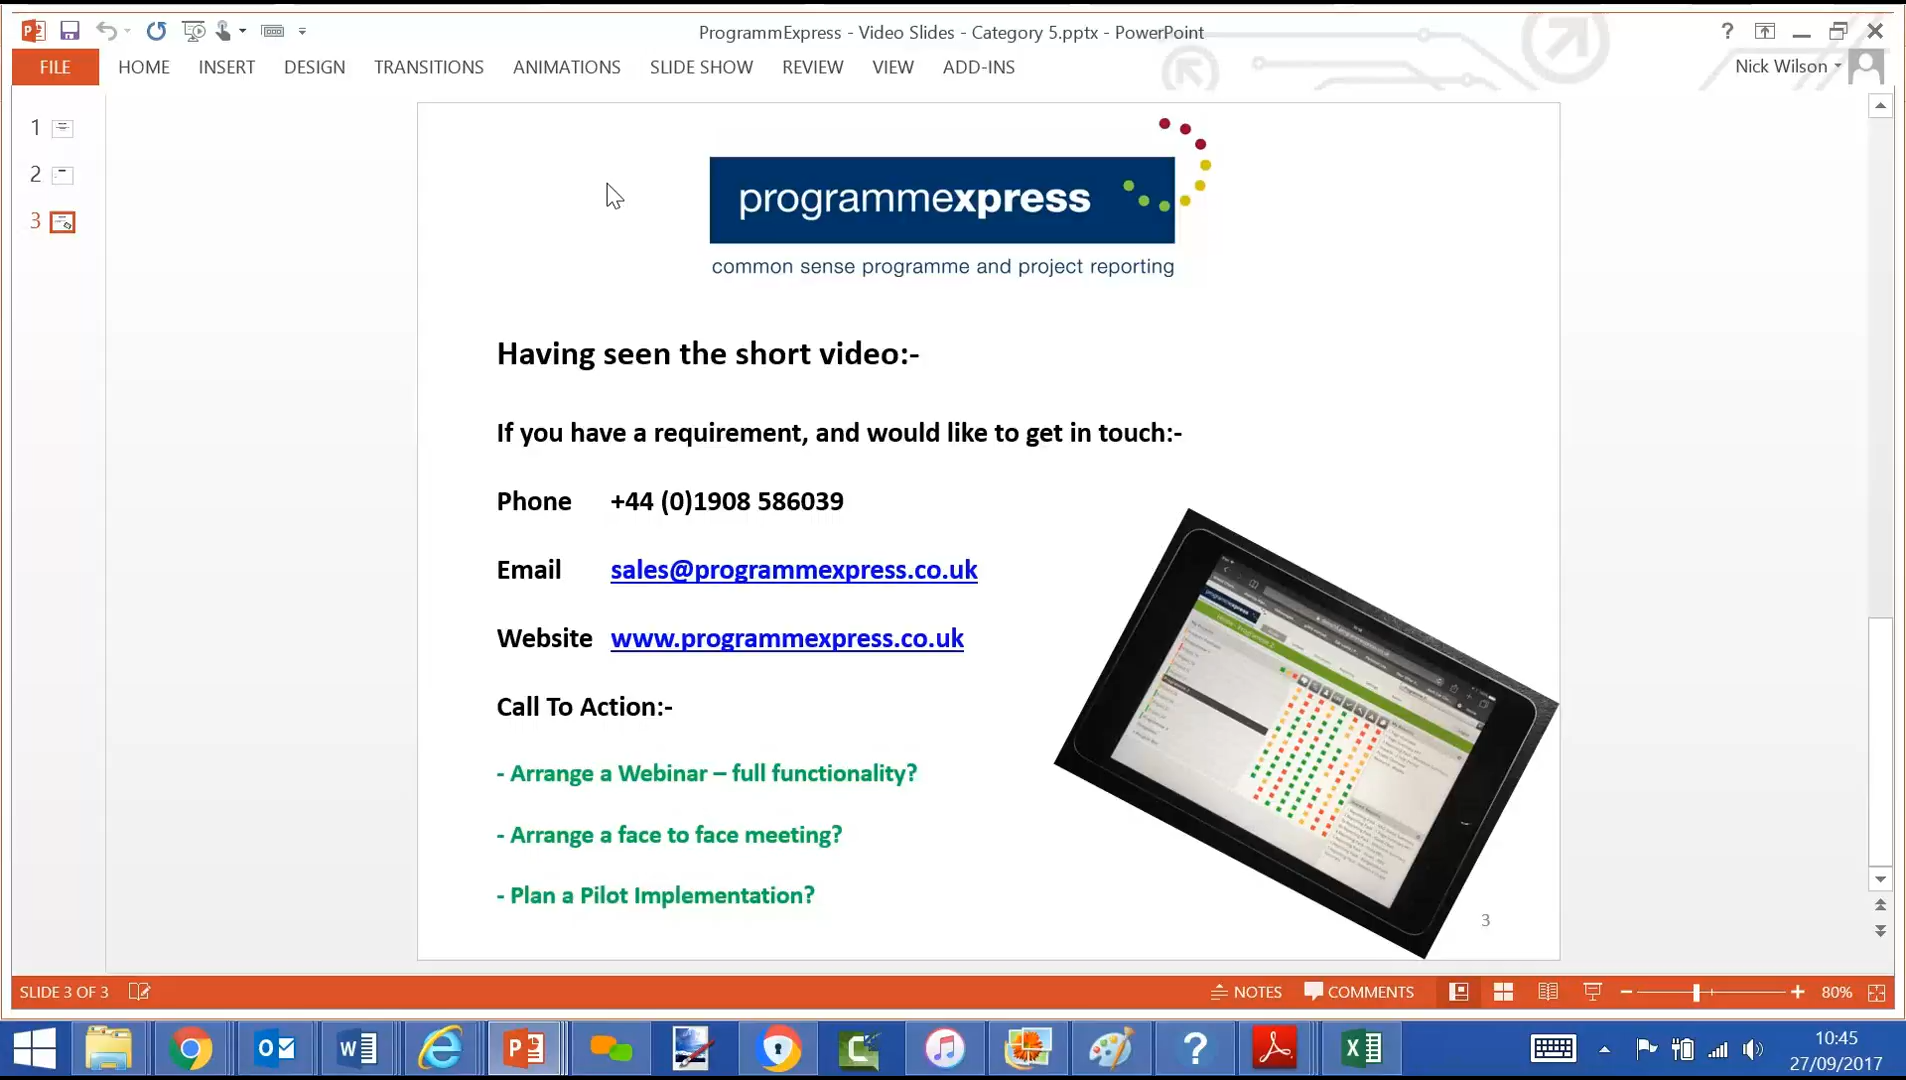 ProgrammExpress - Video Slides - Category 5.pptx - PowerPoint
FILE HOME INSERT DESIGN TRANSITIONS ANIMATIONS SLIDE SHOW REVIEW VIEW ADD-INS
Nick Wilson
1
2
3
programmexpress
common sense programme and project reporting
Having seen the short video:-
If you have a requirement, and would like to get in touch:-
Phone +44 (0)1908 586039
Email sales@programmexpress.co.uk
Website www.programmexpress.co.uk
Call To Action:-
- Arrange a Webinar – full functionality?
- Arrange a face to face meeting?
- Plan a Pilot Implementation?
3
SLIDE 3 OF 3
NOTES COMMENTS 80%
10:45
27/09/2017